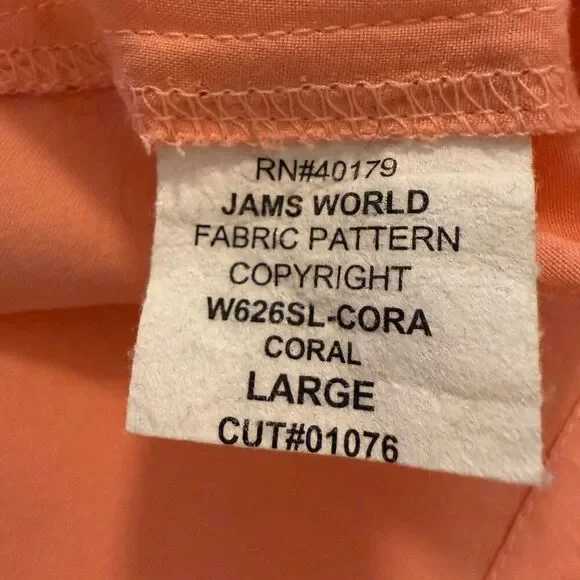 RN#40179
JAMS WORLD
FABRIC PATTERN
COPYRIGHT
W626SL-CORA
CORAL
LARGE
CUT#01076